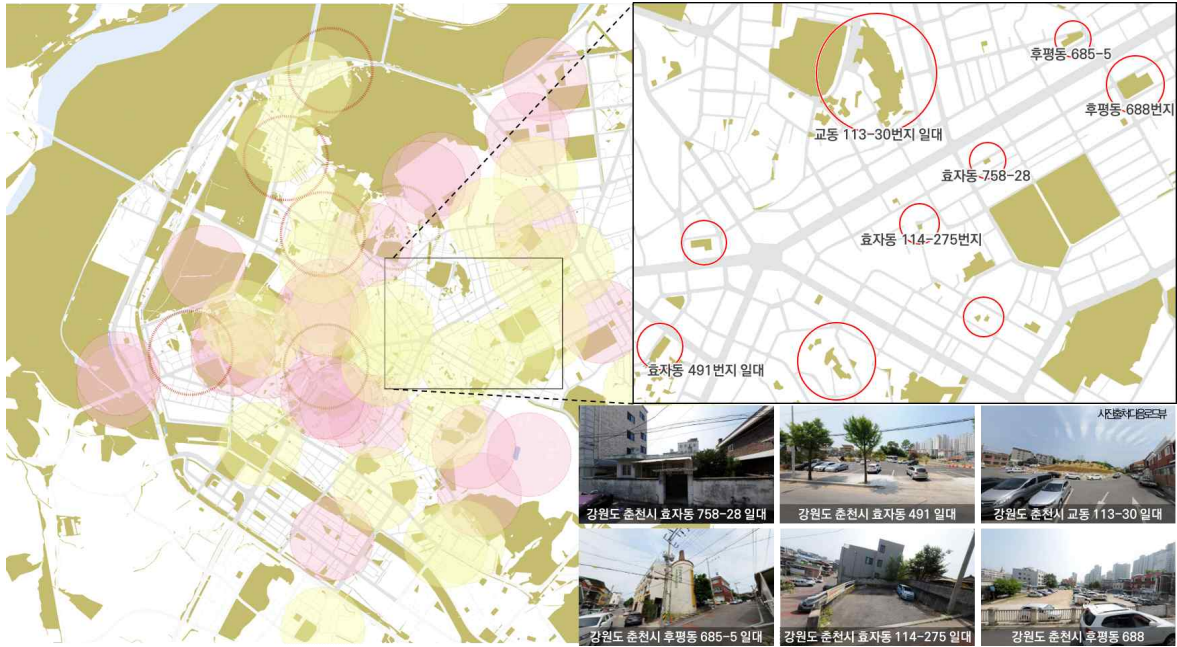 후평동 685-5
후평동 688번지
교동 113-30번지 일대
효자동 758-28
효자동 114-275번지
효자동 491번지 일대
사진출처:다음로드뷰
강원도 춘천시 효자동 758-28 일대
강원도 춘천시 효자동 491 일대
강원도 춘천시 교동 113-30 일대
강원도 춘천시 후평동 685-5 일대
강원도 춘천시 효자동 114-275 일대
강원도 춘천시 후평동 688